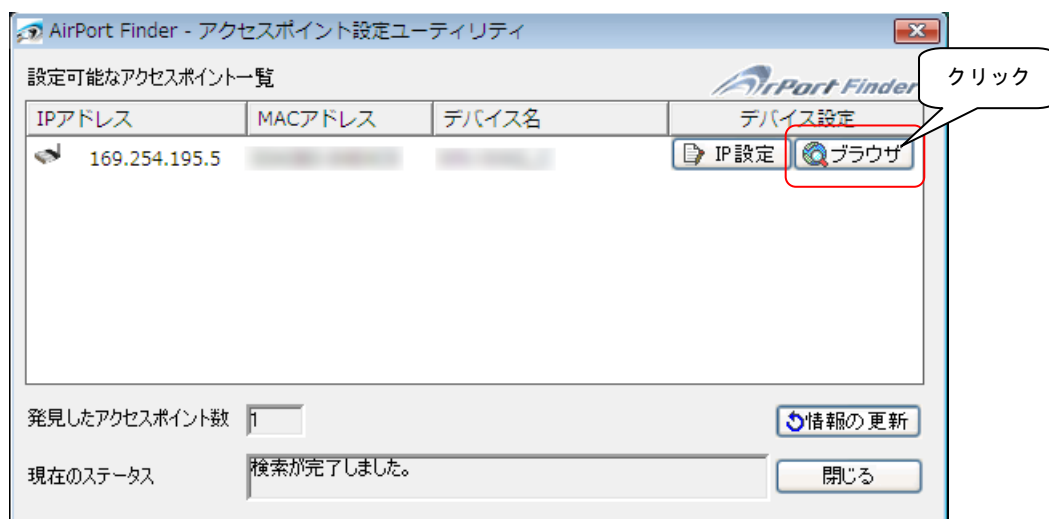 AirPort Finder - アクセスポイント設定ユーティリティ
設定可能なアクセスポイント一覧
AirPort Finder
クリック
IPアドレス MACアドレス デバイス名 デバイス設定
169.254.195.5 IP設定 ブラウザ
発見したアクセスポイント数 1
情報の更新
現在のステータス 検索が完了しました。
閉じる